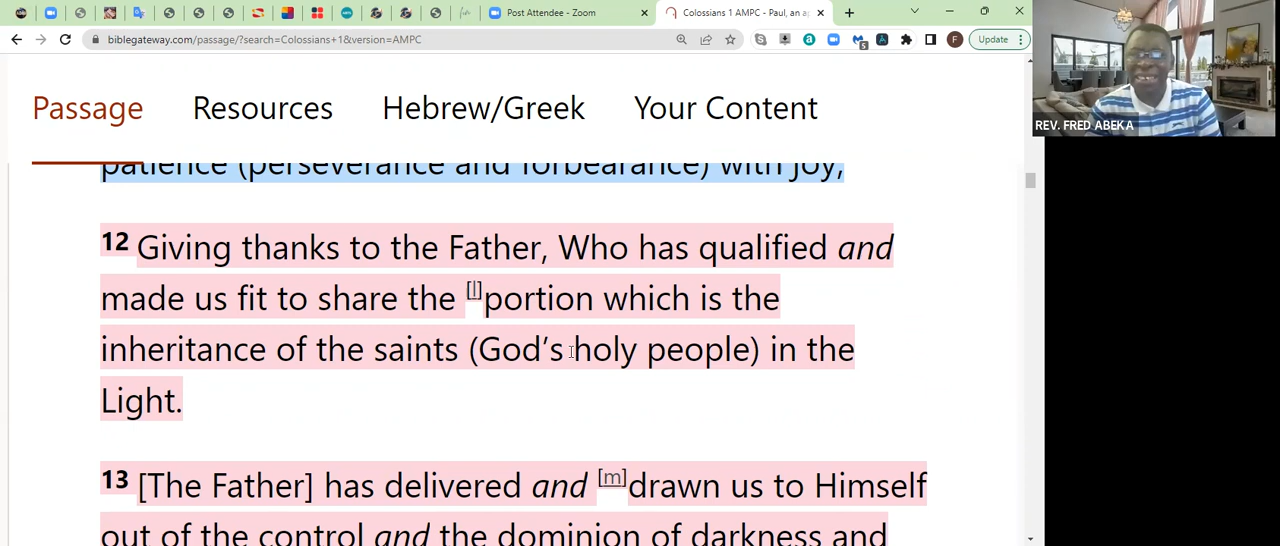 Post Attendee - Zoom
Colossians 1 AMPC - Paul, an ap
biblegateway.com/passage/?search=Colossians+1&version=AMPC
5
F
Update
REV. FRED ABEKA
Passage
Resources
Hebrew/Greek
Your Content
patience (perseverance and forbearance) with joy,
12 Giving thanks to the Father, Who has qualified and
made us fit to share the [l]portion which is the
inheritance of the saints (God’s holy people) in the
Light.
13 [The Father] has delivered and [m]drawn us to Himself
out of the control and the dominion of darkness and